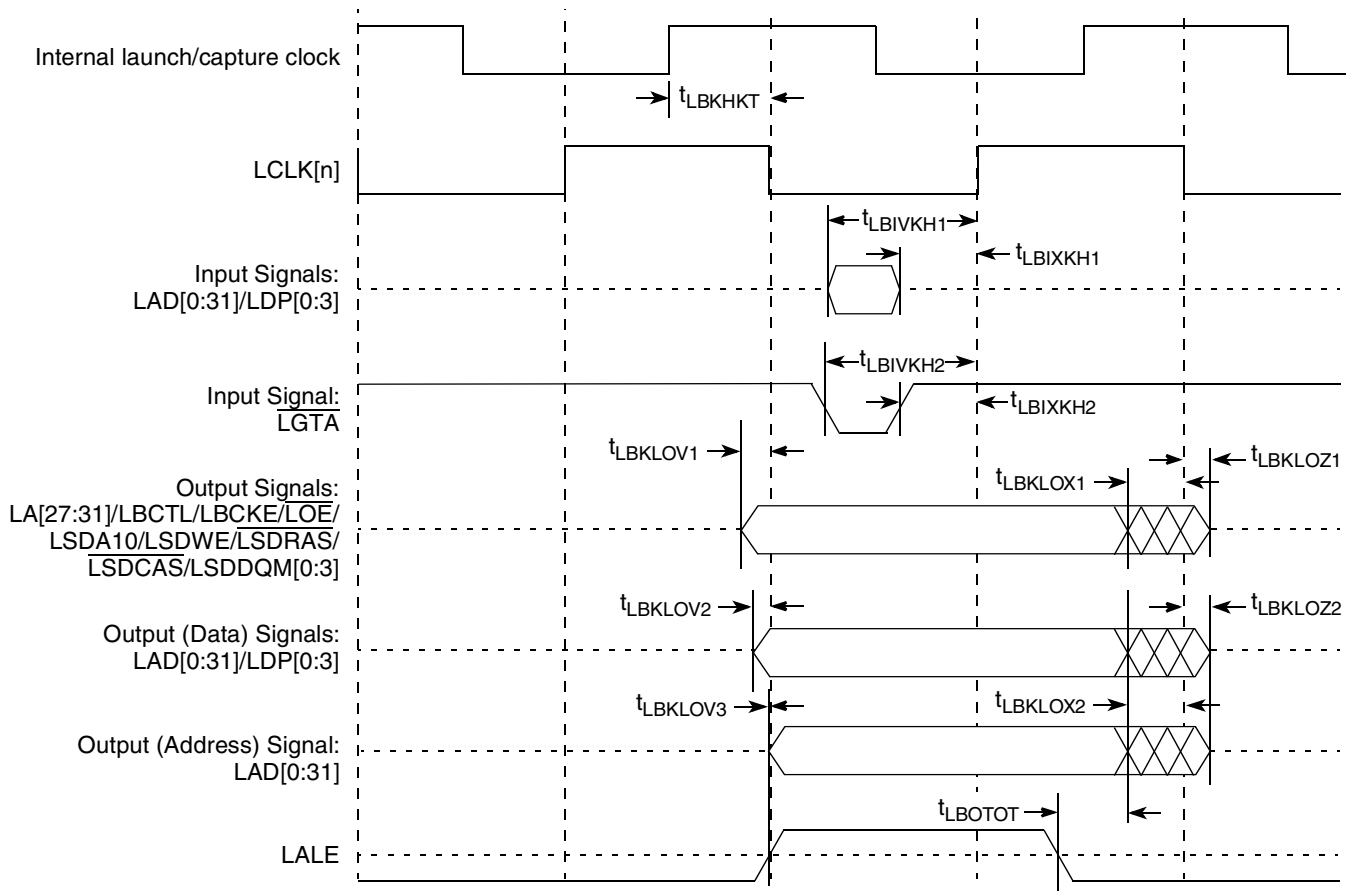 Internal launch/capture clock
tLBKHKT
LCLK[n]
tLBIVKH1
tLBIXKH1
Input Signals:
LAD[0:31]/LDP[0:3]
tLBIVKH2
Input Signal:
LGTA
tLBIXKH2
tLBKLOV1
tLBKLOZ1
tLBKLOX1
Output Signals:
LA[27:31]/LBCTL/LBCKE/LOE/
LSDA10/LSDWE/LSDRAS/
LSDCAS/LSDDQM[0:3]
tLBKLOV2
tLBKLOZ2
Output (Data) Signals:
LAD[0:31]/LDP[0:3]
tLBKLOV3
tLBKLOX2
Output (Address) Signal:
LAD[0:31]
tLBOTOT
LALE